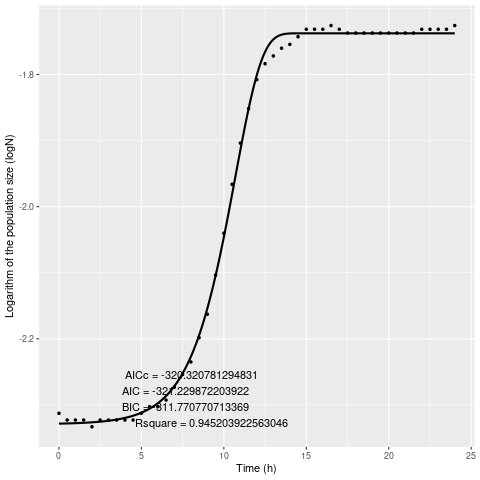 Logarithm of the population size (logN)
-1.8
-2.0
-2.2
AICc = -320.320781294831
AIC = -321.229872203922
BIC = -311.770770713369
Rsquare = 0.945203922563046
0 5 10 15 20 25
Time (h)